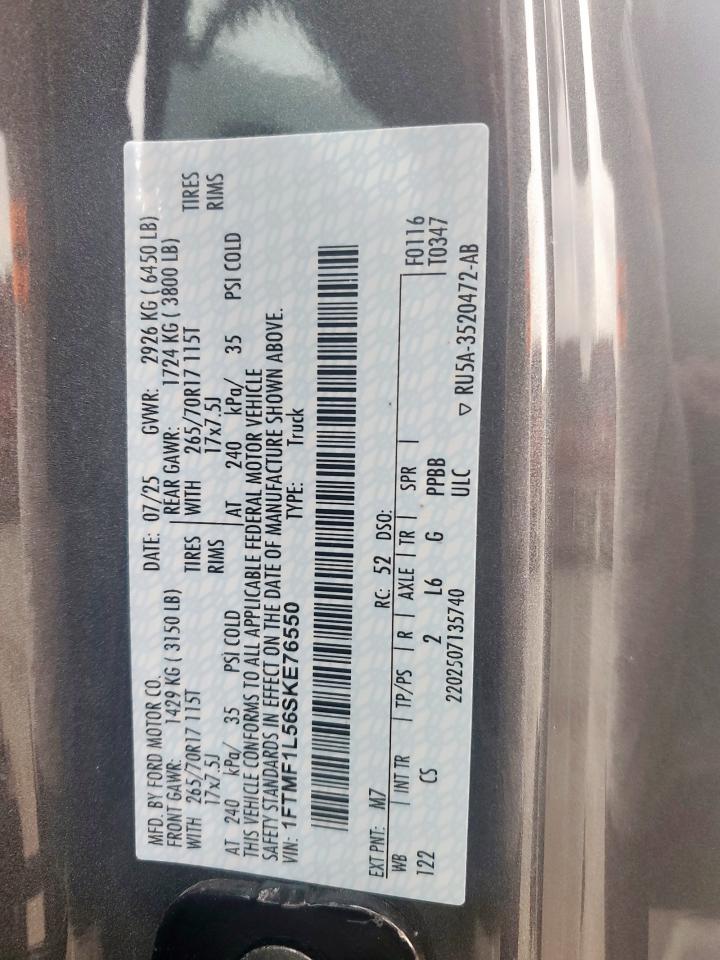 MFD. BY FORD MOTOR CO. DATE: 07/25 GVWR: 2926 KG ( 6450 LB)
FRONT GAWR: 1429 KG ( 3150 LB) REAR GAWR: 1724 KG ( 3800 LB)
WITH 265/70R17 115T TIRES WITH 265/70R17 115T TIRES
17x7.5J RIMS 17x7.5J RIMS
AT 240 kPa/ 35 PSI COLD AT 240 kPa/ 35 PSI COLD
THIS VEHICLE CONFORMS TO ALL APPLICABLE FEDERAL MOTOR VEHICLE
SAFETY STANDARDS IN EFFECT ON THE DATE OF MANUFACTURE SHOWN ABOVE.
VIN: 1FTMF1L56SKE76550 TYPE: Truck
EXT PNT: M7 RC: 52 DSO:
WB INT TR TP/PS R AXLE TR SPR F0116
122 CS 2 L6 G PPBB T0347
2202507135740 ULC
▽ RU5A-3520472-AB